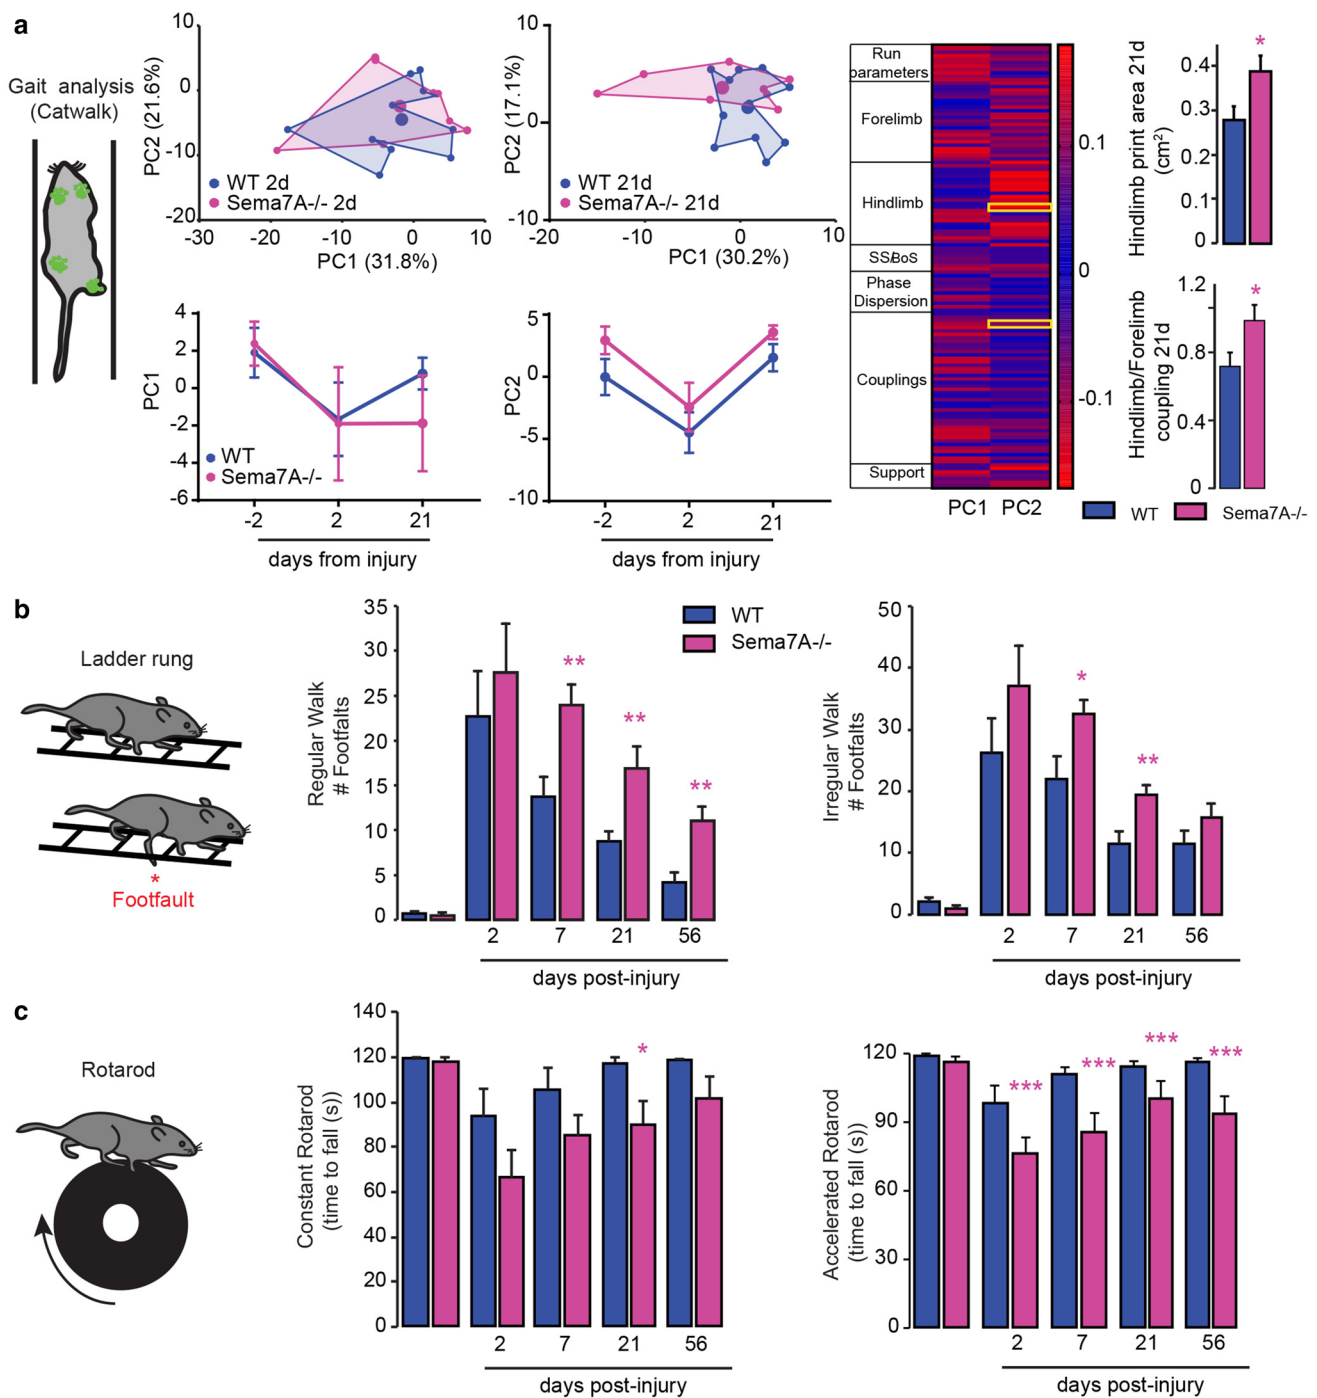 a
Gait analysis
(Catwalk)
PC2 (21.6%)
10
0
-10
-20
-30
-20
-10
0
10
PC1 (31.8%)
WT 2d
Sema7A-/- 2d
PC2 (17.1%)
10
0
-10
-20
-10
0
10
PC1 (30.2%)
WT 21d
Sema7A-/- 21d
PC1
4
2
0
-2
-4
-6
WT
Sema7A-/-
-2
2
21
days from injury
PC2
5
0
-5
-10
-2
2
21
days from injury
Run
parameters
Forelimb
Hindlimb
SS/BoS
Phase
Dispersion
Couplings
Support
PC1
PC2
0.1
0
-0.1
Hindlimb print area 21d
(cm²)
0.4
0.3
0.2
0.1
0
*
Hindlimb/Forelimb
coupling 21d
1.2
0.8
0.4
0
*
WT
Sema7A-/-
b
Ladder rung
*
Footfault
Regular Walk
# Footfalts
35
30
25
20
15
10
5
0
WT
Sema7A-/-
**
**
**
2
7
21
56
days post-injury
Irregular Walk
# Footfalts
50
40
30
20
10
0
*
**
2
7
21
56
days post-injury
c
Rotarod
Constant Rotarod
(time to fall (s))
140
120
100
80
60
40
20
0
*
2
7
21
56
days post-injury
Accelerated Rotarod
(time to fall (s))
120
90
60
30
0
***
***
***
***
2
7
21
56
days post-injury